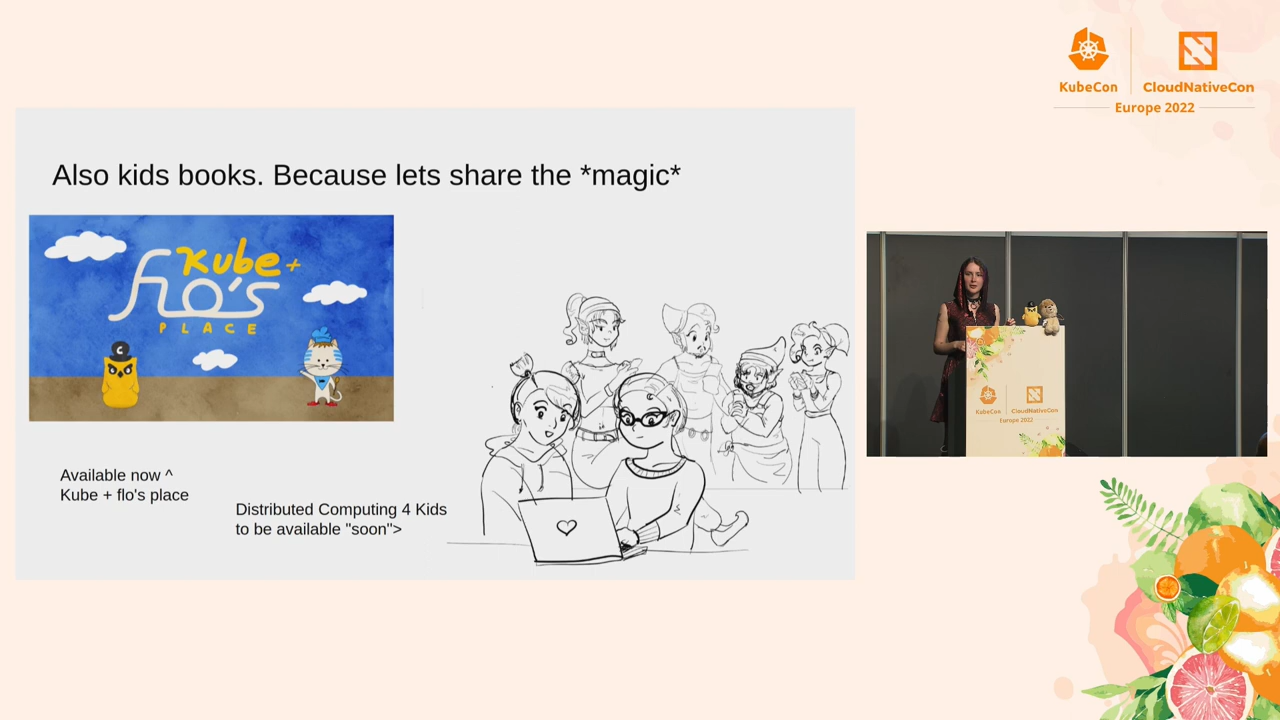 KubeCon
CloudNativeCon
Europe 2022
Also kids books. Because lets share the *magic*
Kube +
flo's
PLACE
C
Available now ^
Kube + flo's place
Distributed Computing 4 Kids
to be available "soon">
KubeCon
CloudNativeCon
Europe 2022